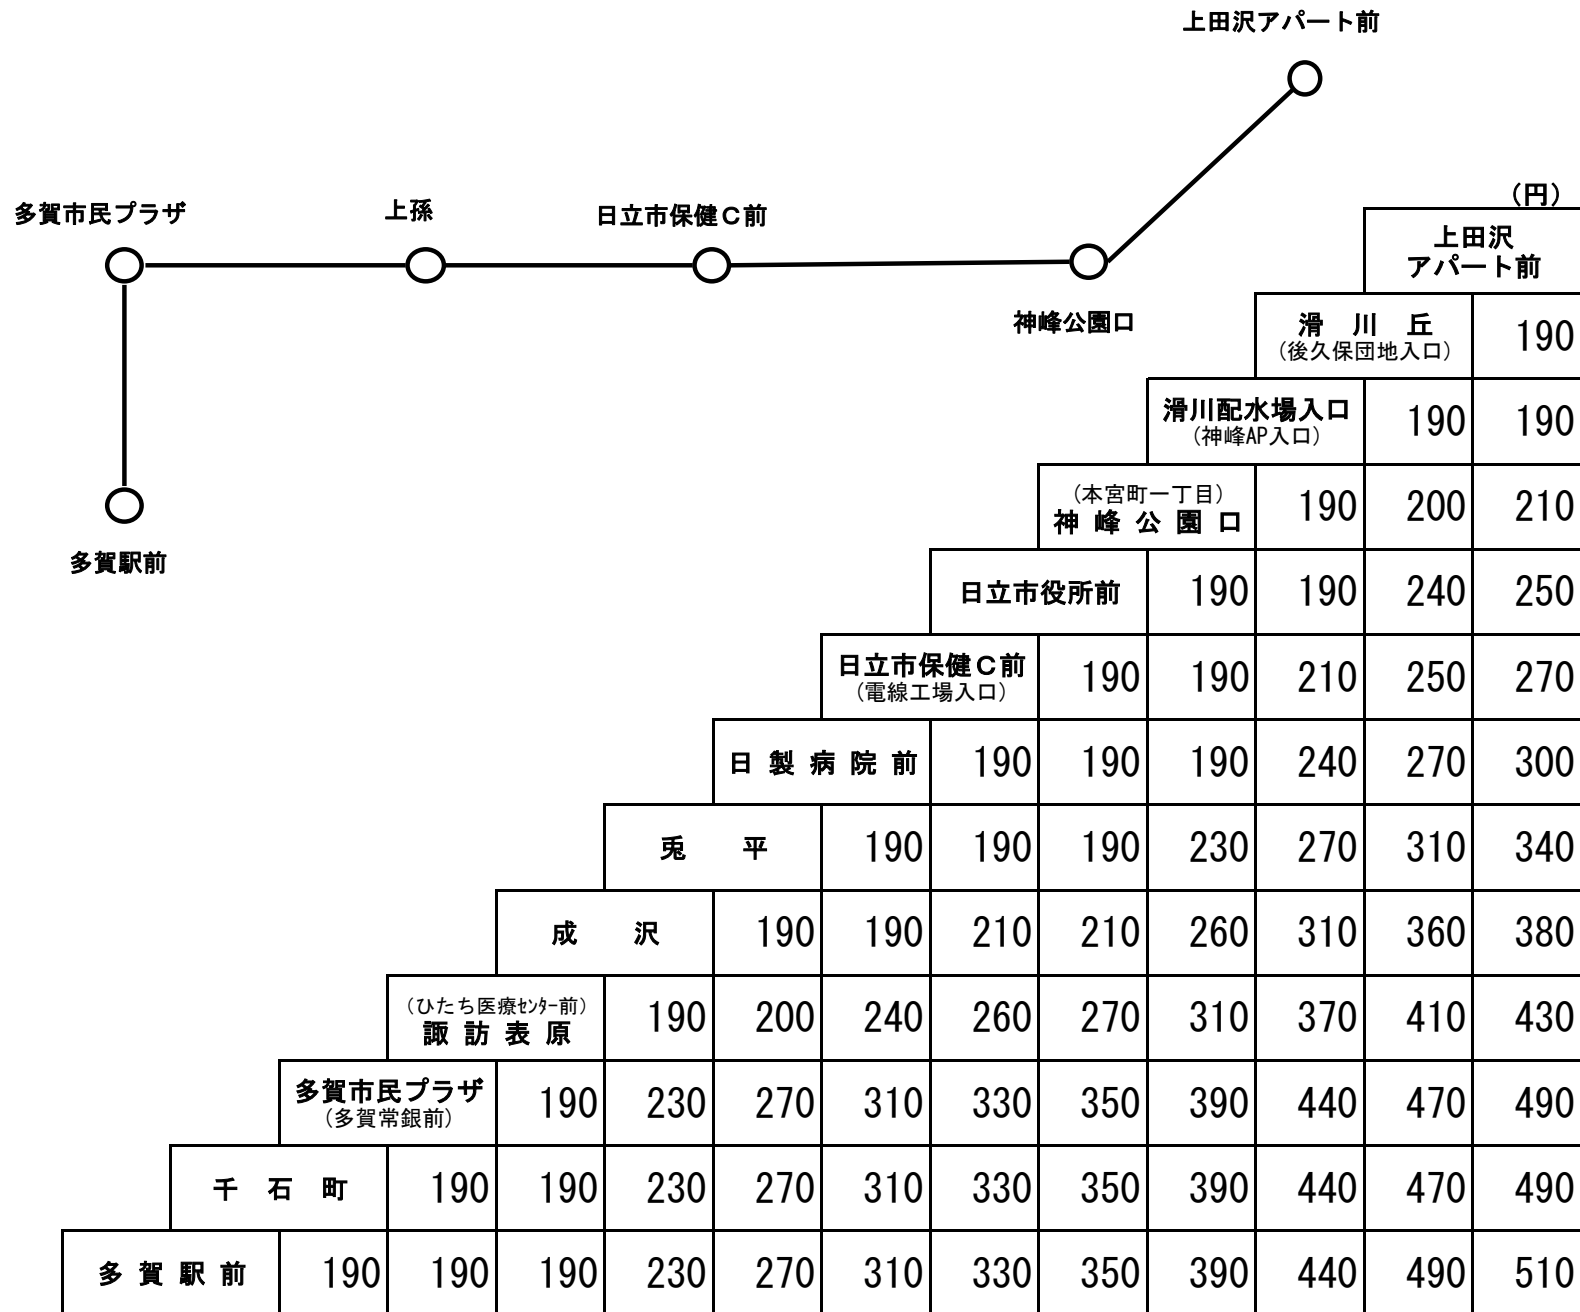 上田沢アパート前
多賀市民プラザ
上孫
日立市保健C前
神峰公園口
多賀駅前
（円）
上田沢
アパート前
滑川丘
（後久保団地入口）
190
滑川配水場入口
（神峰AP入口）
190 190
（本宮町一丁目）
神峰公園口
190 200 210
日立市役所前 190 190 240 250
日立市保健C前
（電線工場入口）
190 190 210 250 270
日製病院前 190 190 190 240 270 300
兎平 190 190 190 230 270 310 340
成沢 190 190 210 210 260 310 360 380
（ひたち医療ｾﾝﾀｰ前）
諏訪表原
190 200 240 260 270 310 370 410 430
多賀市民プラザ
（多賀常銀前）
190 230 270 310 330 350 390 440 470 490
千石町 190 190 230 270 310 330 350 390 440 470 490
多賀駅前 190 190 190 230 270 310 330 350 390 440 490 510